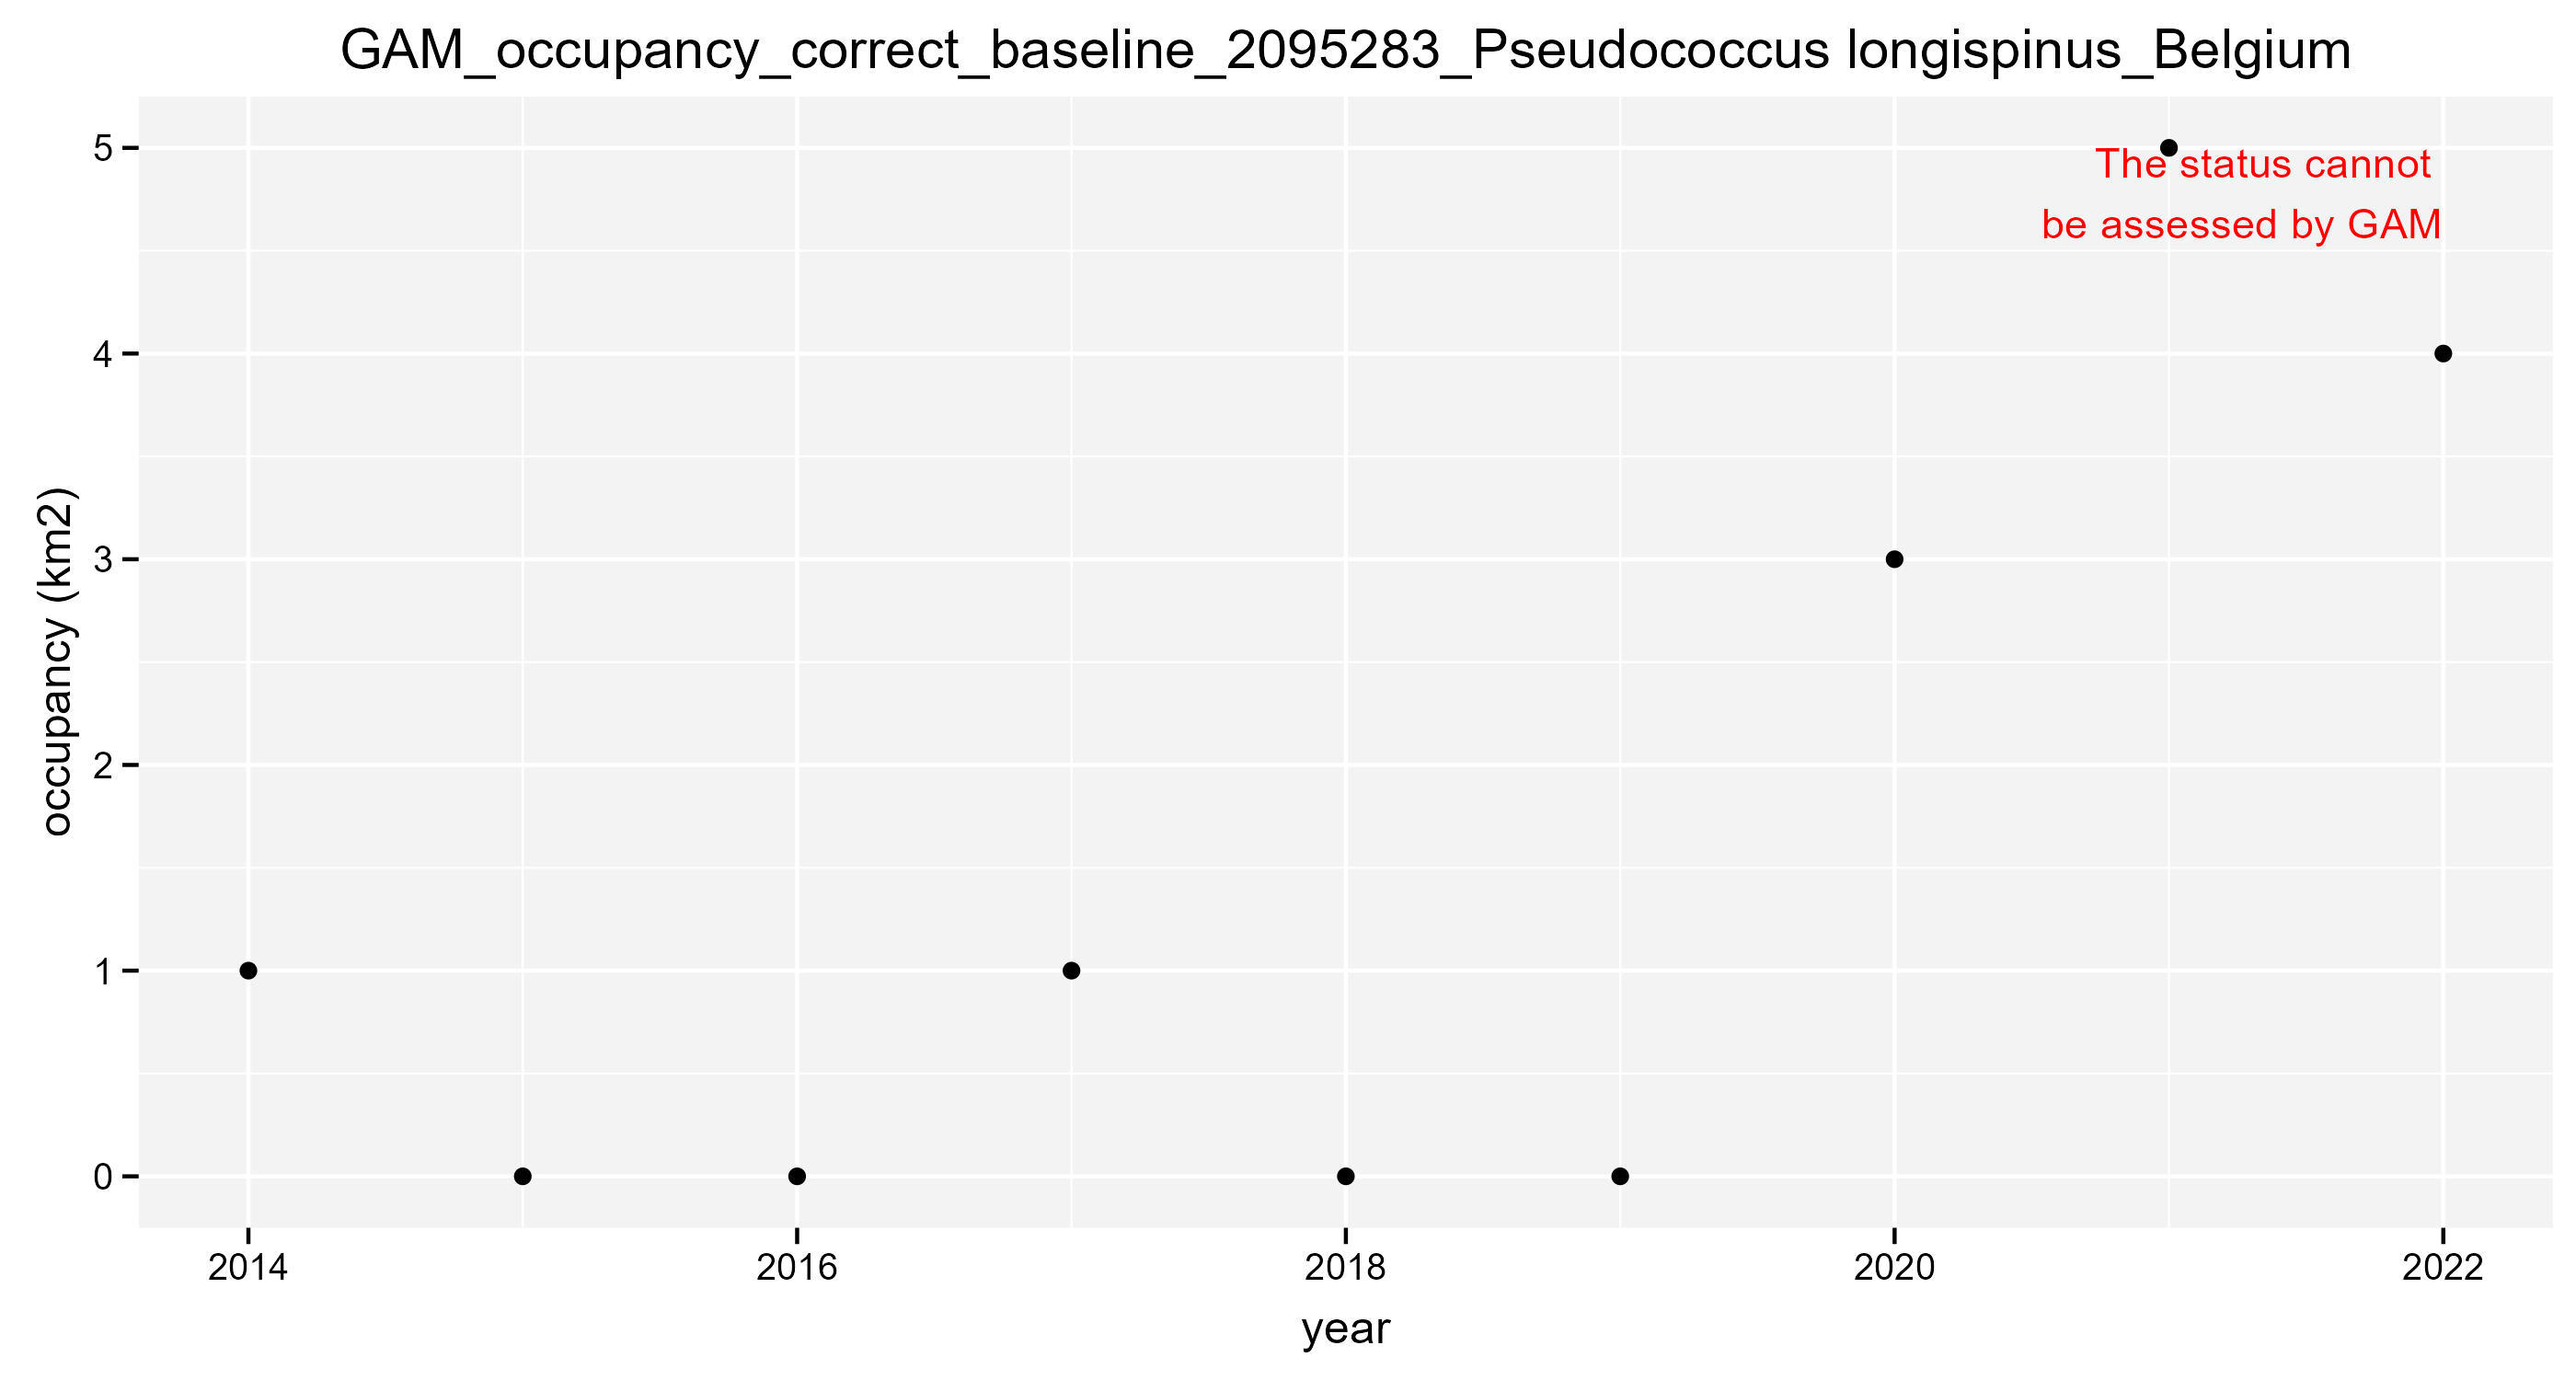 GAM_occupancy_correct_baseline_2095283_Pseudococcus longispinus_Belgium
5
The status cannot
be assessed by GAM
4
3
2
1
0
occupancy (km2)
2014
2016
2018
2020
2022
year